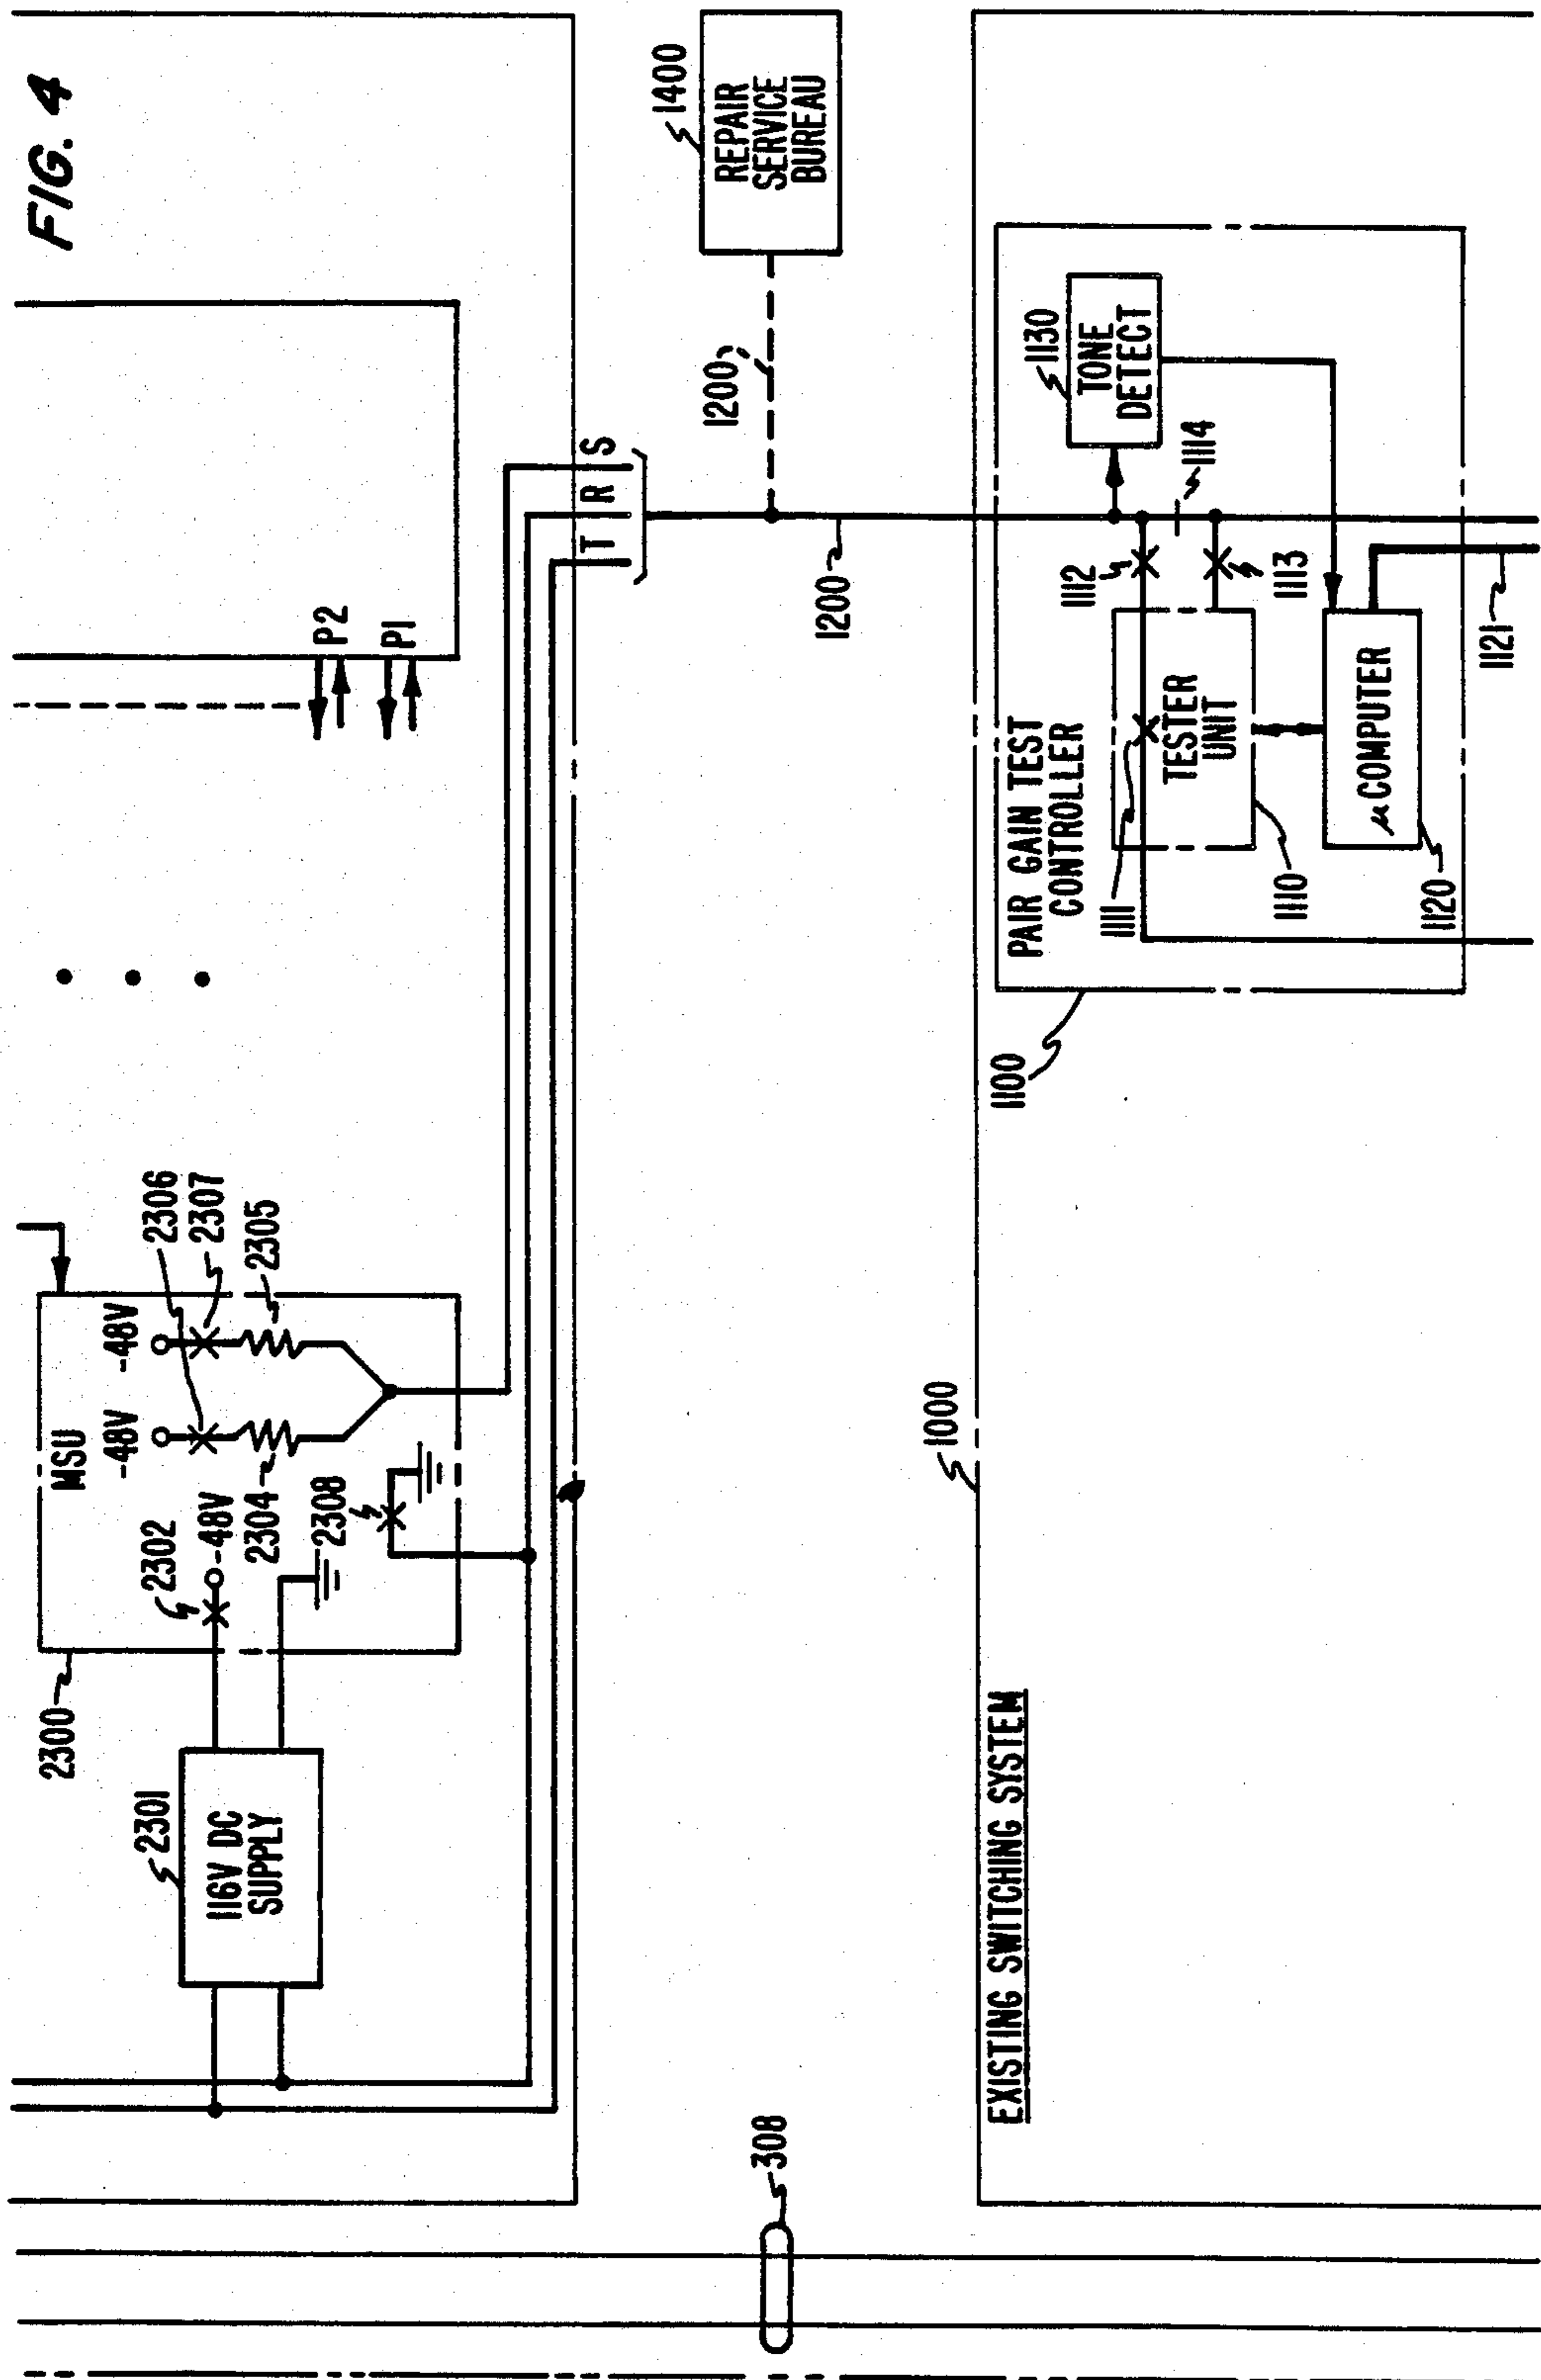 FIG. 4
2306
2307
2305
2300
MSU
-48V
-48V
2302
-48V
2304
2308
2301
116V DC
SUPPLY
P2
P1
T R S
1400
REPAIR
SERVICE
BUREAU
1200'
1200
308
1000
EXISTING SWITCHING SYSTEM
1100
PAIR GAIN TEST
CONTROLLER
1130
TONE
DETECT
1111
1112
1114
1113
TESTER
UNIT
1110
μCOMPUTER
1120
1121